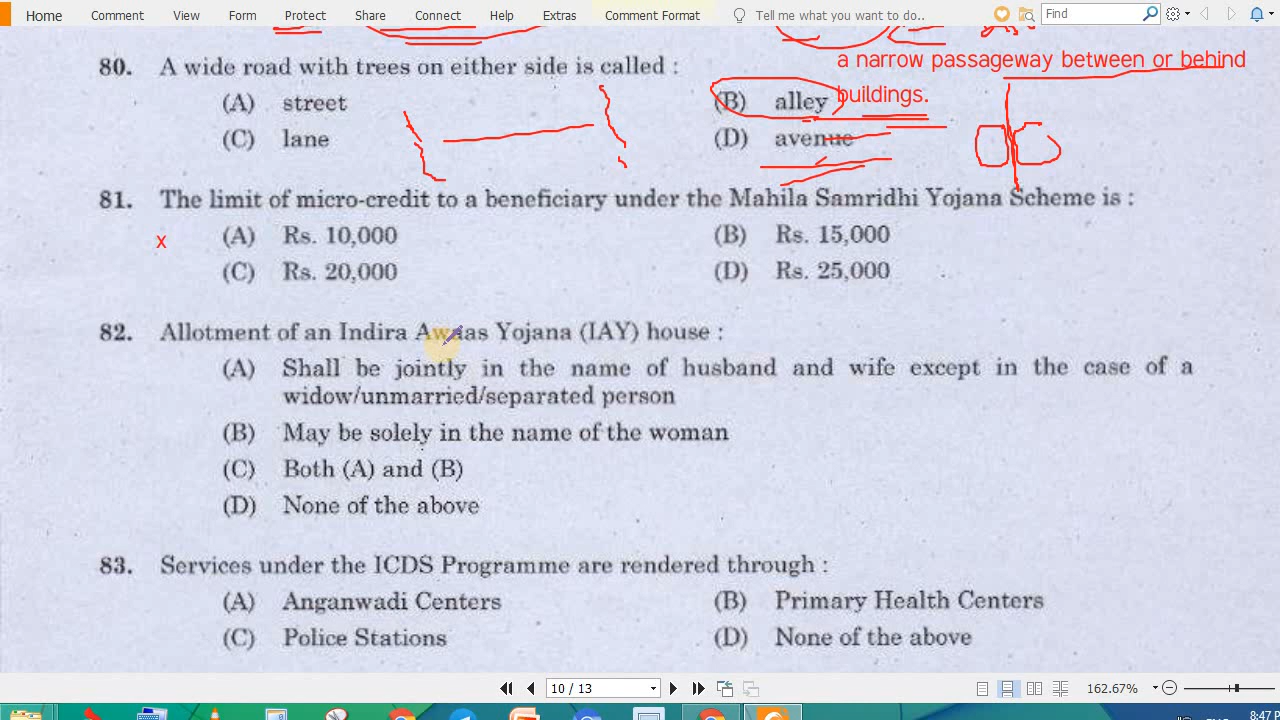 Home Comment View Form Protect Share Connect Help Extras Comment Format Tell me what you want to do.. Find
80. A wide road with trees on either side is called :
a narrow passageway between or behind
buildings.
(A) street (B) alley
(C) lane (D) avenue
81. The limit of micro-credit to a beneficiary under the Mahila Samridhi Yojana Scheme is :
x (A) Rs. 10,000 (B) Rs. 15,000
(C) Rs. 20,000 (D) Rs. 25,000
82. Allotment of an Indira Awaas Yojana (IAY) house :
(A) Shall be jointly in the name of husband and wife except in the case of a
widow/unmarried/separated person
(B) May be solely in the name of the woman
(C) Both (A) and (B)
(D) None of the above
83. Services under the ICDS Programme are rendered through :
(A) Anganwadi Centers (B) Primary Health Centers
(C) Police Stations (D) None of the above
10 / 13 162.67%
8:47 P